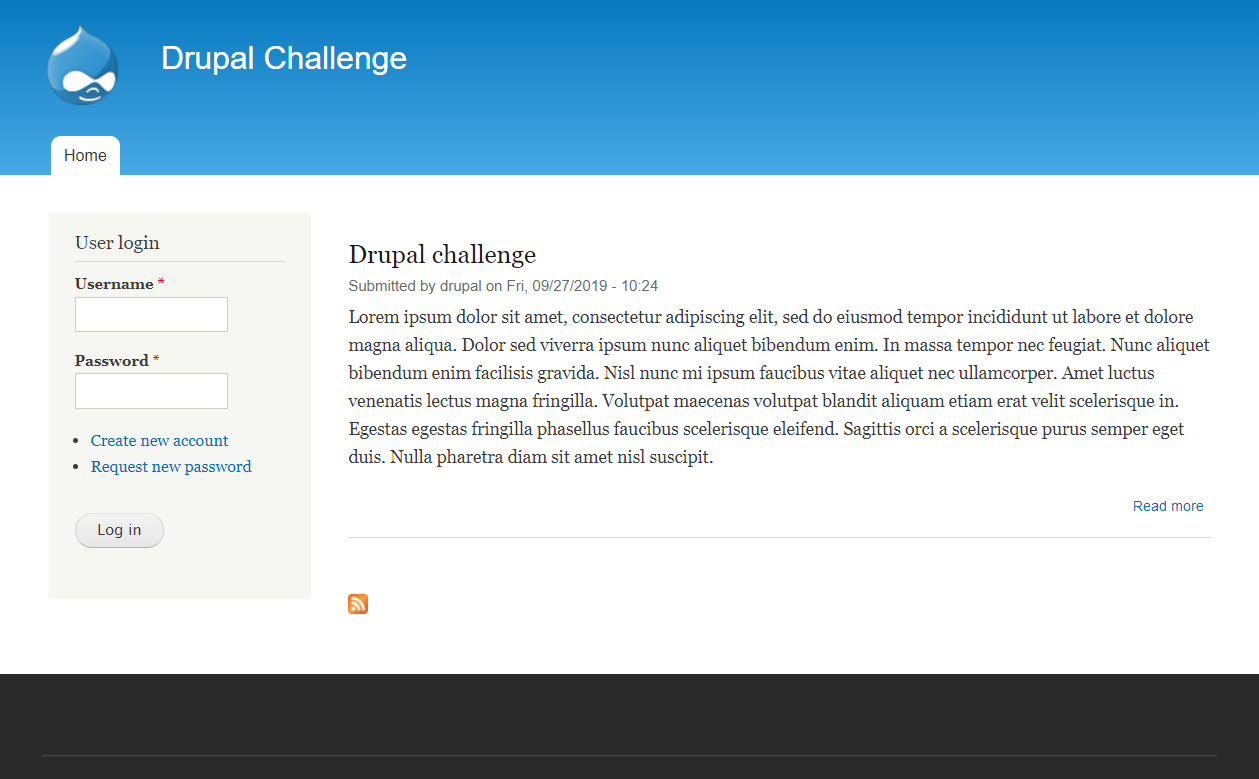 Drupal Challenge
Home
User login
Username *
Password *
Create new account
Request new password
Log in
Drupal challenge
Submitted by drupal on Fri, 09/27/2019 - 10:24
Lorem ipsum dolor sit amet, consectetur adipiscing elit, sed do eiusmod tempor incididunt ut labore et dolore
magna aliqua. Dolor sed viverra ipsum nunc aliquet bibendum enim. In massa tempor nec feugiat. Nunc aliquet
bibendum enim facilisis gravida. Nisl nunc mi ipsum faucibus vitae aliquet nec ullamcorper. Amet luctus
venenatis lectus magna fringilla. Volutpat maecenas volutpat blandit aliquam etiam erat velit scelerisque in.
Egestas egestas fringilla phasellus faucibus scelerisque eleifend. Sagittis orci a scelerisque purus semper eget
duis. Nulla pharetra diam sit amet nisl suscipit.
Read more